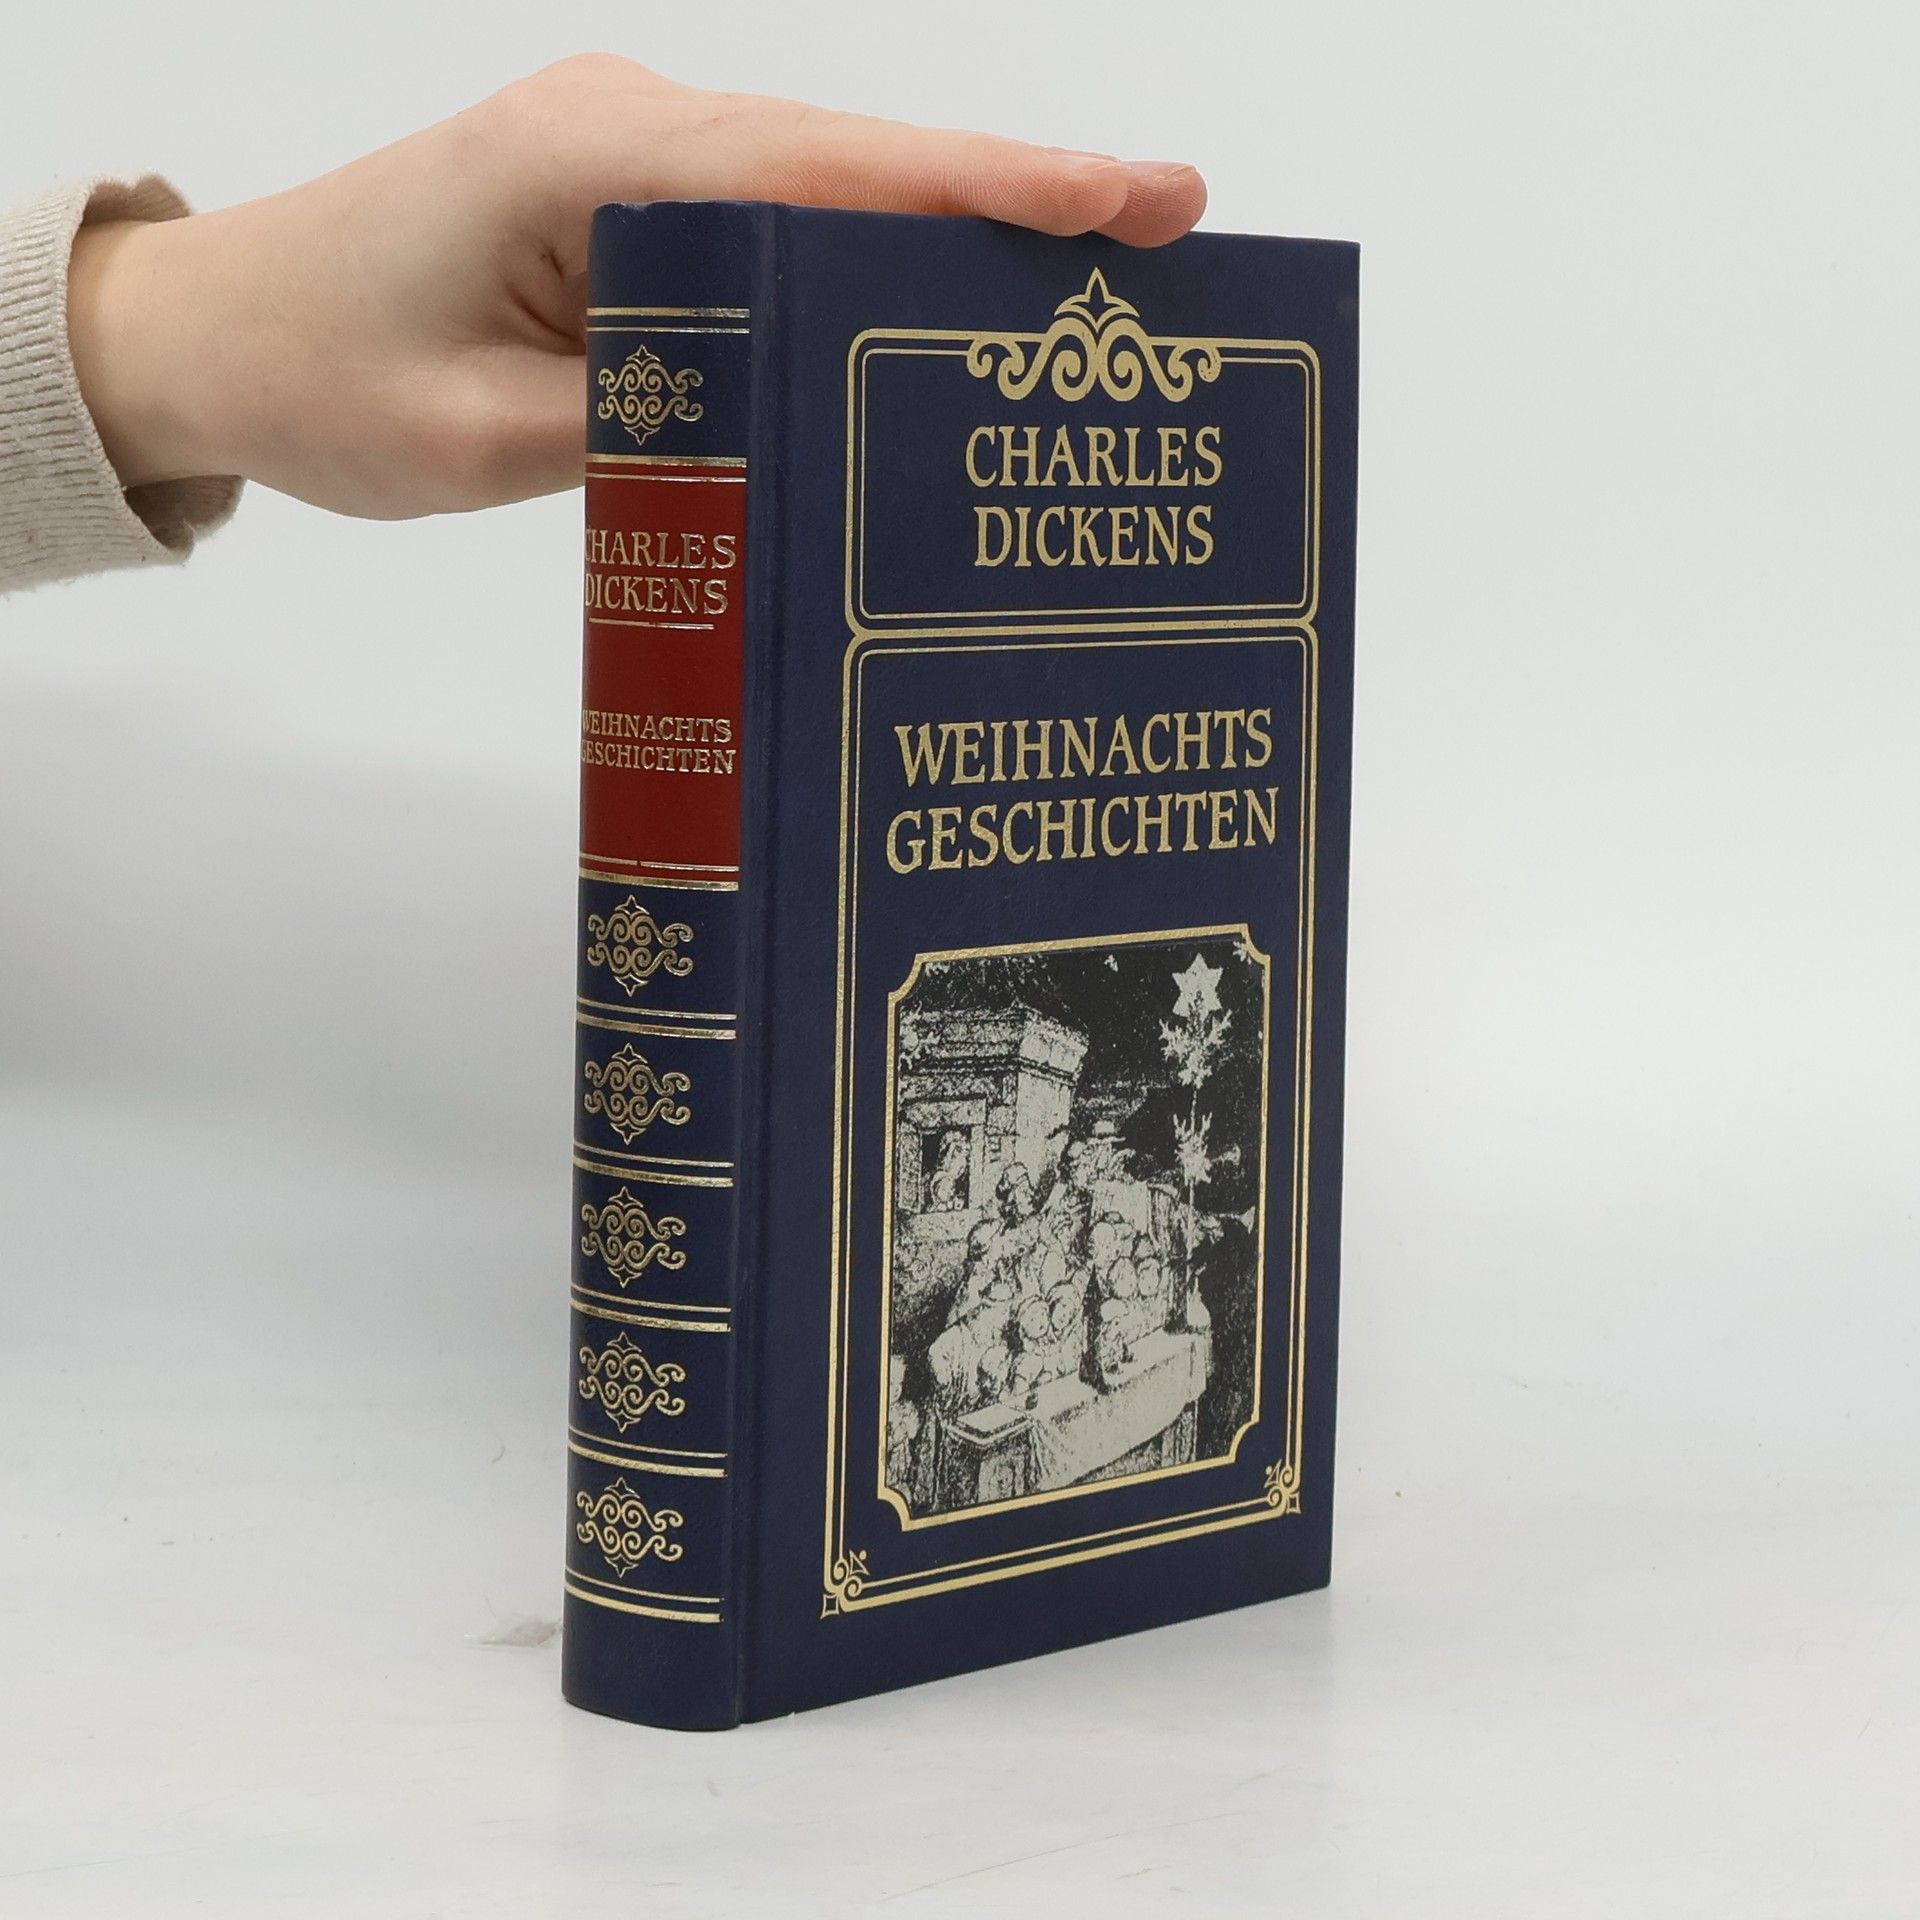 CHARLES
DICKENS
WEIHNACHTS
GESCHICHTEN
CHARLES
DICKENS
WEIHNACHTS
GESCHICHTEN